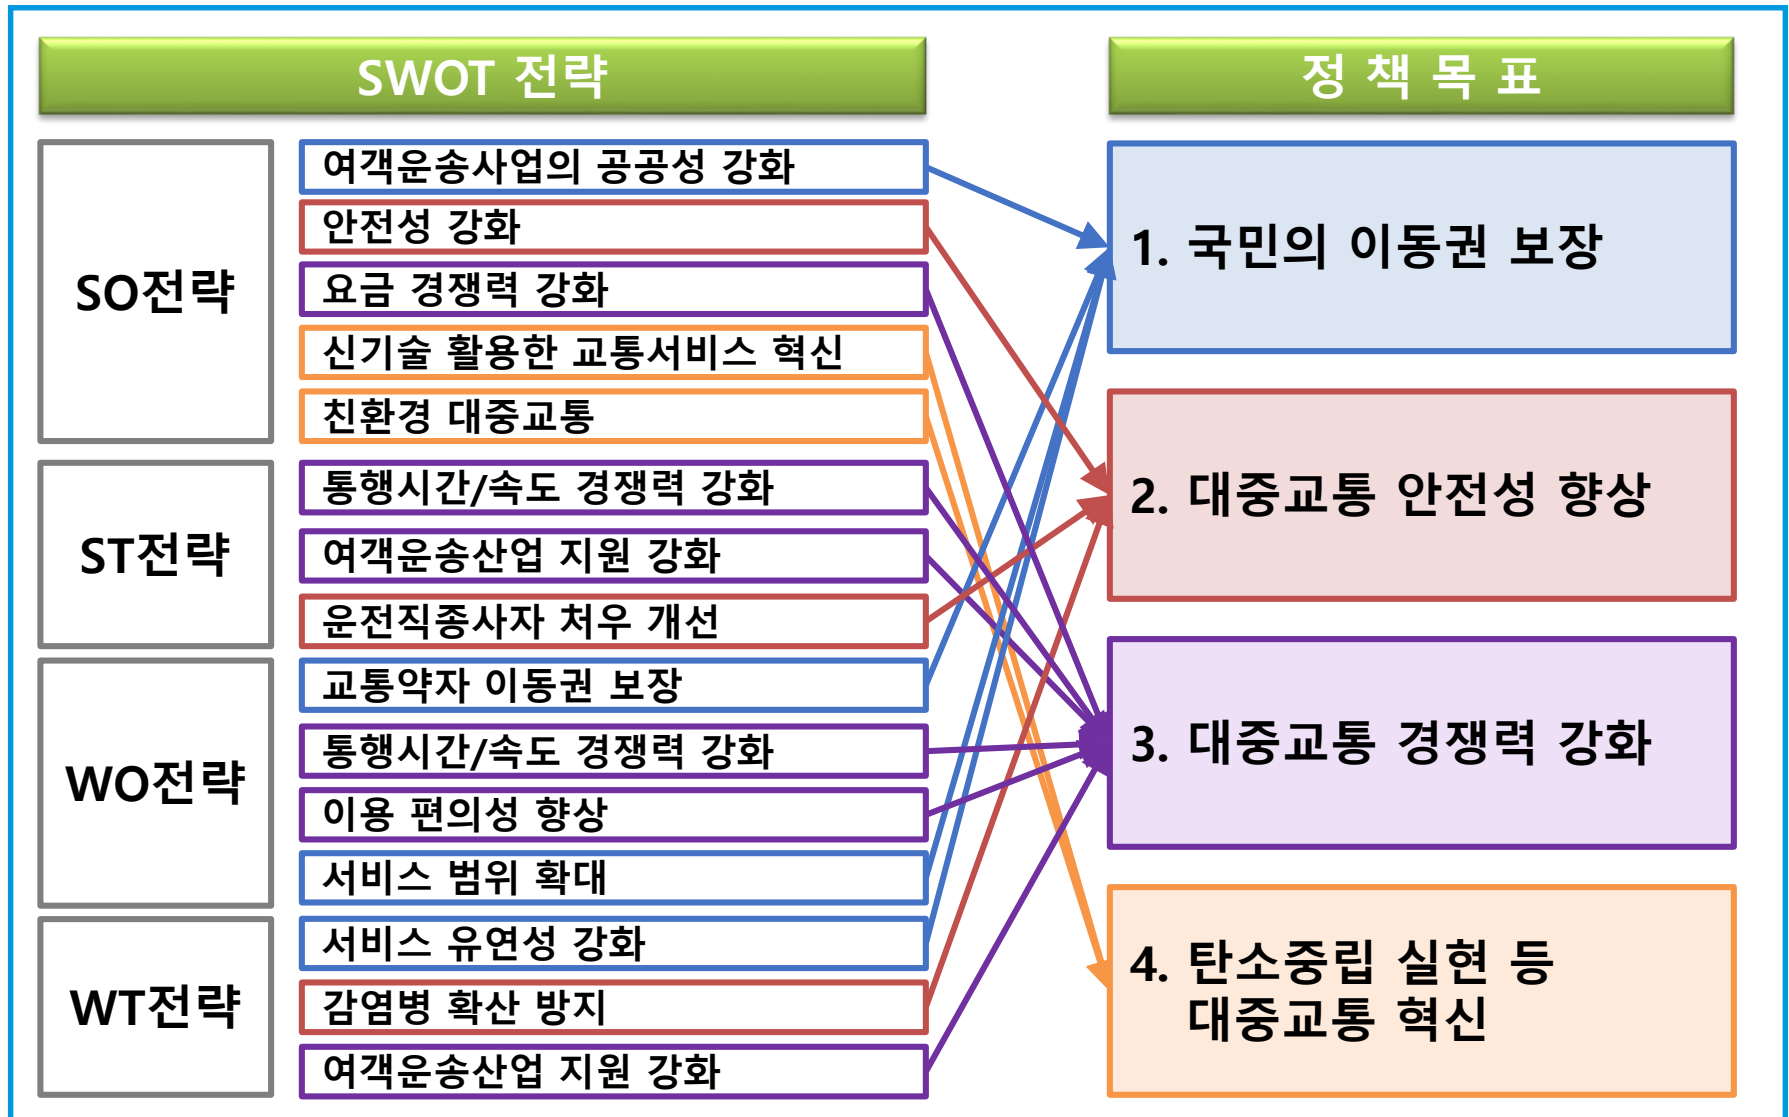 SWOT 전략
정 책 목 표
SO전략
여객운송사업의 공공성 강화
안전성 강화
요금 경쟁력 강화
신기술 활용한 교통서비스 혁신
친환경 대중교통
ST전략
통행시간/속도 경쟁력 강화
여객운송산업 지원 강화
운전직종사자 처우 개선
WO전략
교통약자 이동권 보장
통행시간/속도 경쟁력 강화
이용 편의성 향상
서비스 범위 확대
WT전략
서비스 유연성 강화
감염병 확산 방지
여객운송산업 지원 강화
1. 국민의 이동권 보장
2. 대중교통 안전성 향상
3. 대중교통 경쟁력 강화
4. 탄소중립 실현 등
대중교통 혁신